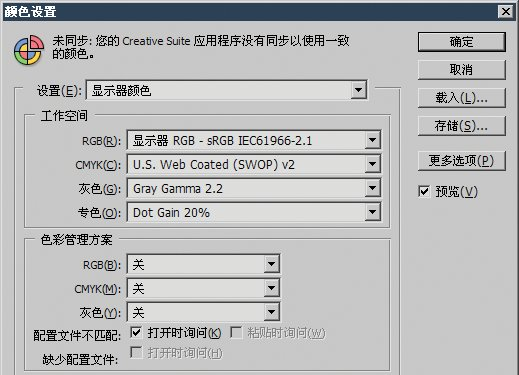 颜色设置
未同步: 您的 Creative Suite 应用程序没有同步以使用一致
的颜色。
确定
取消
载入(L)...
存储(S)...
更多选项(P)
预览(V)
设置(E): 显示器颜色
工作空间
RGB(R): 显示器 RGB - sRGB IEC61966-2.1
CMYK(C): U.S. Web Coated (SWOP) v2
灰色(G): Gray Gamma 2.2
专色(O): Dot Gain 20%
色彩管理方案
RGB(B): 关
CMYK(M): 关
灰色(Y): 关
配置文件不匹配: 打开时询问(K) 粘贴时询问(W)
缺少配置文件: 打开时询问(H)